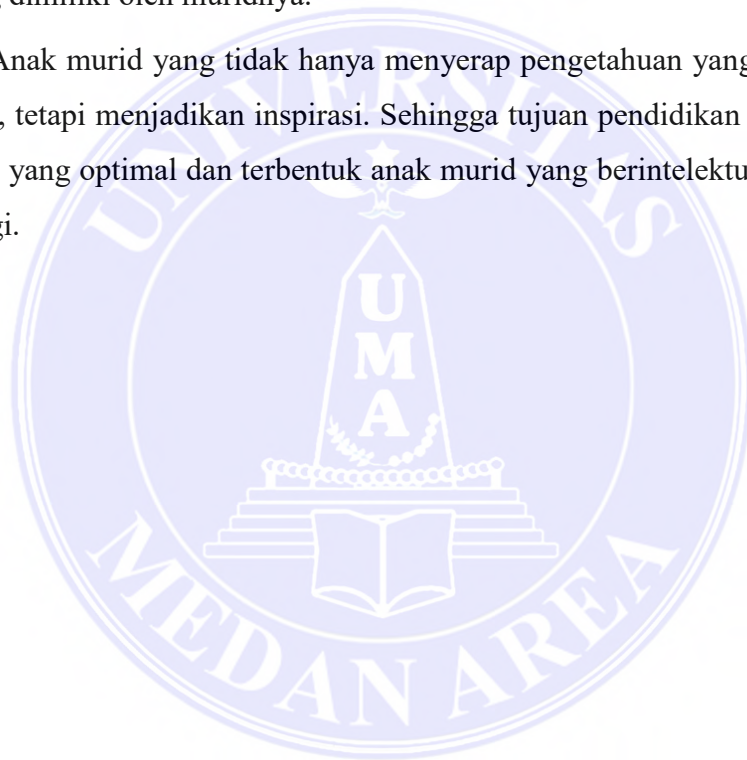 dimiliki oleh muridnya.
Anak murid yang tidak hanya menyerap pengetahuan yang
, tetapi menjadikan inspirasi. Sehingga tujuan pendidikan
yang optimal dan terbentuk anak murid yang berintelektu
gi.
UNIVERSITAS
U
M
A
MEDAN AREA